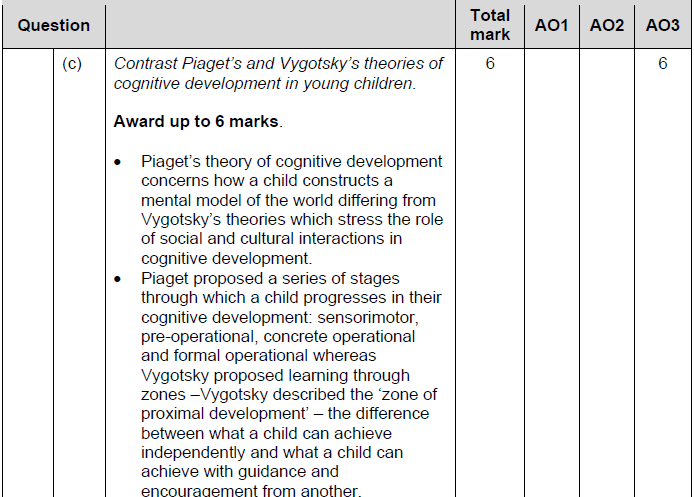 Question Total mark AO1 AO2 AO3
(c) Contrast Piaget’s and Vygotsky’s theories of 6 6
cognitive development in young children.
Award up to 6 marks.
• Piaget’s theory of cognitive development
concerns how a child constructs a
mental model of the world differing from
Vygotsky’s theories which stress the role
of social and cultural interactions in
cognitive development.
• Piaget proposed a series of stages
through which a child progresses in their
cognitive development: sensorimotor,
pre-operational, concrete operational
and formal operational whereas
Vygotsky proposed learning through
zones –Vygotsky described the ‘zone of
proximal development’ – the difference
between what a child can achieve
independently and what a child can
achieve with guidance and
encouragement from another.